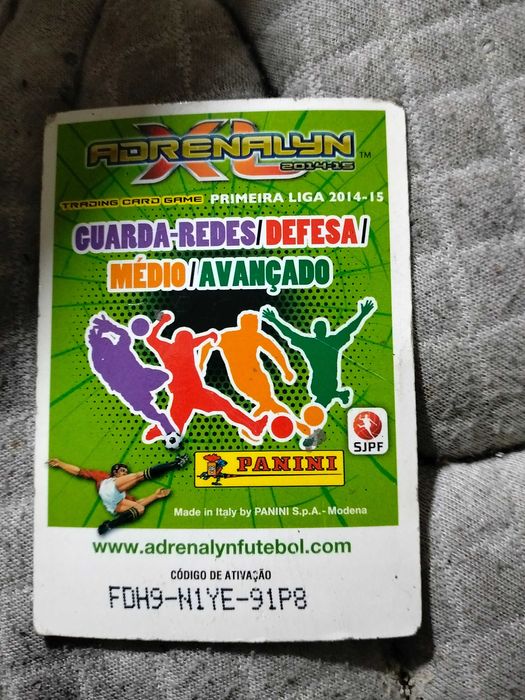 ADRENALYN XL
2014-15 ™
TRADING CARD GAME PRIMEIRA LIGA 2014-15
GUARDA-REDES/DEFESA/
MÉDIO/AVANÇADO
SJPF
PANINI
Made in Italy by PANINI S.p.A. - Modena
www.adrenalynfutebol.com
CÓDIGO DE ATIVAÇÃO
FDH9-N1YE-91P8